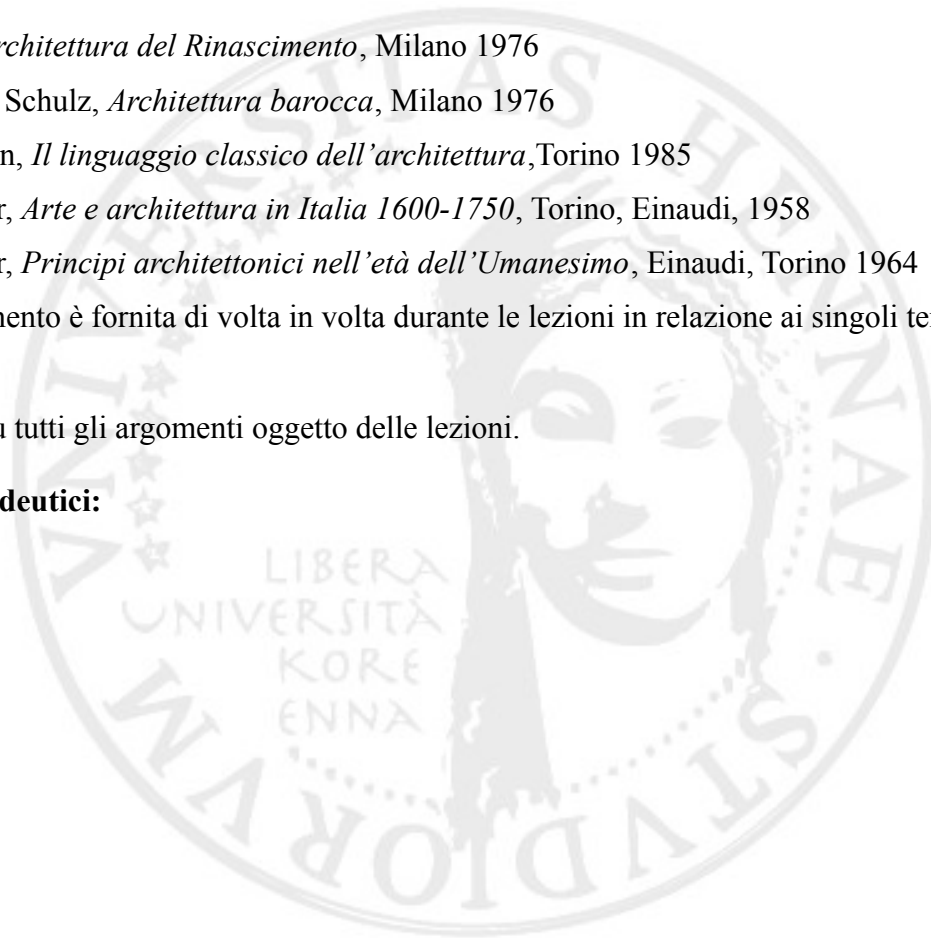 rchitettura del Rinascimento, Milano 1976
Schulz, Architettura barocca, Milano 1976
n, Il linguaggio classico dell’architettura,Torino 1985
r, Arte e architettura in Italia 1600-1750, Torino, Einaudi, 1958
r, Principi architettonici nell’età dell’Umanesimo, Einaudi, Torino 1964
nento è fornita di volta in volta durante le lezioni in relazione ai singoli te
u tutti gli argomenti oggetto delle lezioni.
deutici:
VNIVERSITAS HENNAE STVDIORVM
LIBERA
UNIVERSITÀ
KORE
ENNA